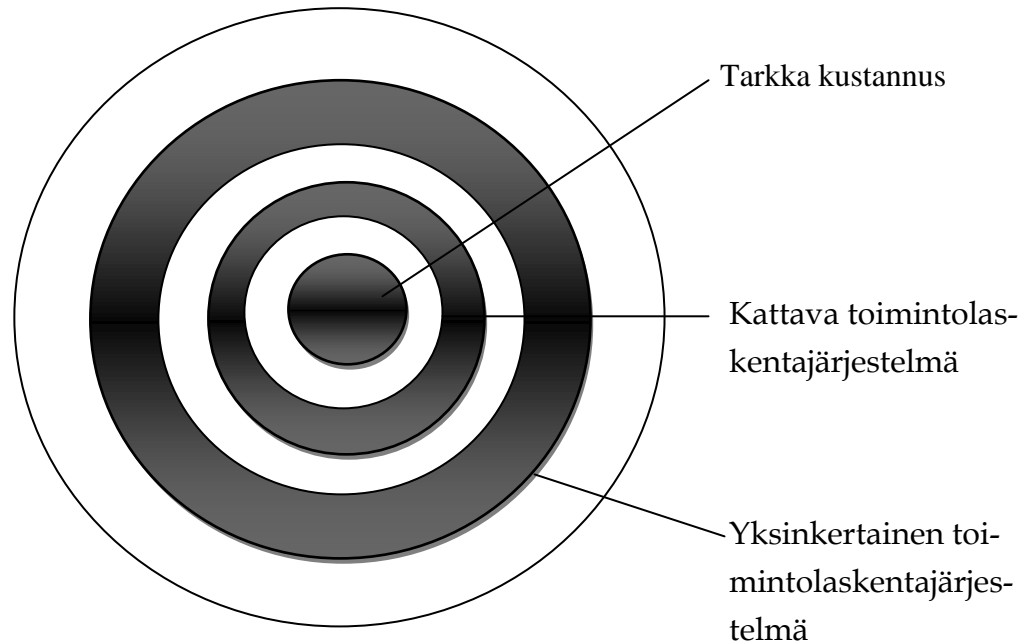 Tarkka kustannus
Kattava toimintolas-
kentajärjestelmä
Yksinkertainen toi-
mintolaskentajärjes-
telmä